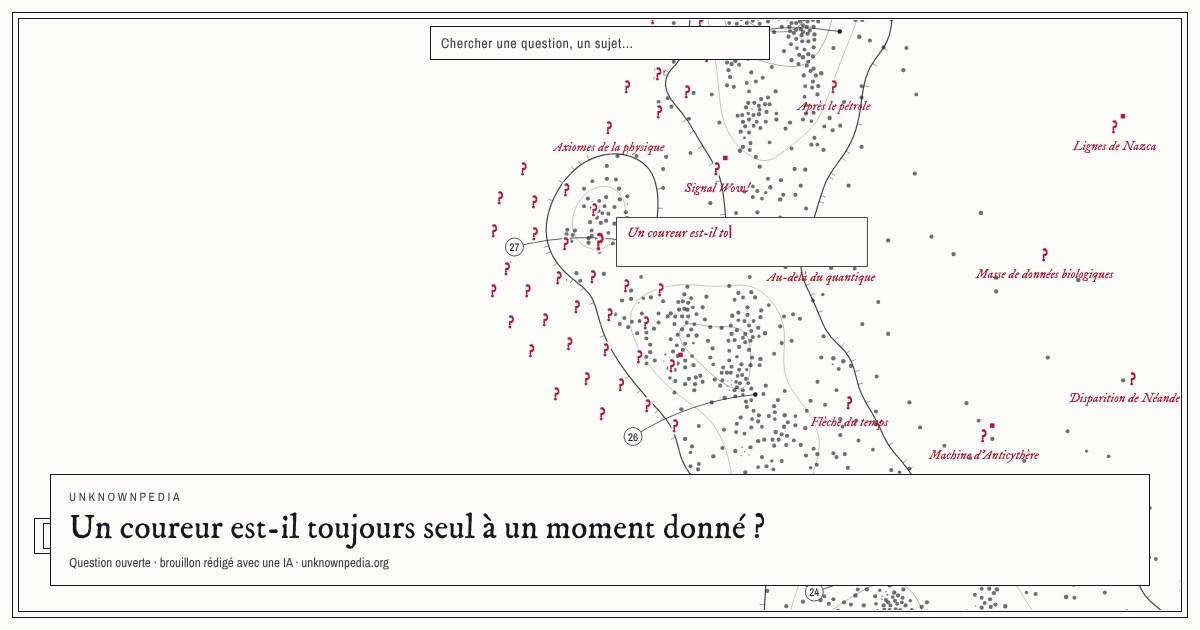 Chercher une question, un sujet...
Après le pétrole
Lignes de Nazca
Axiomes de la physique
Signal Wow!
27
Un coureur est-il to
Au-delà du quantique
Masse de données biologiques
Disparition de Néande
Flèche du temps
26
Machine d'Anticythère
UNKNOWNPEDIA
Un coureur est-il toujours seul à un moment donné ?
Question ouverte · brouillon rédigé avec une IA · unknownpedia.org
24